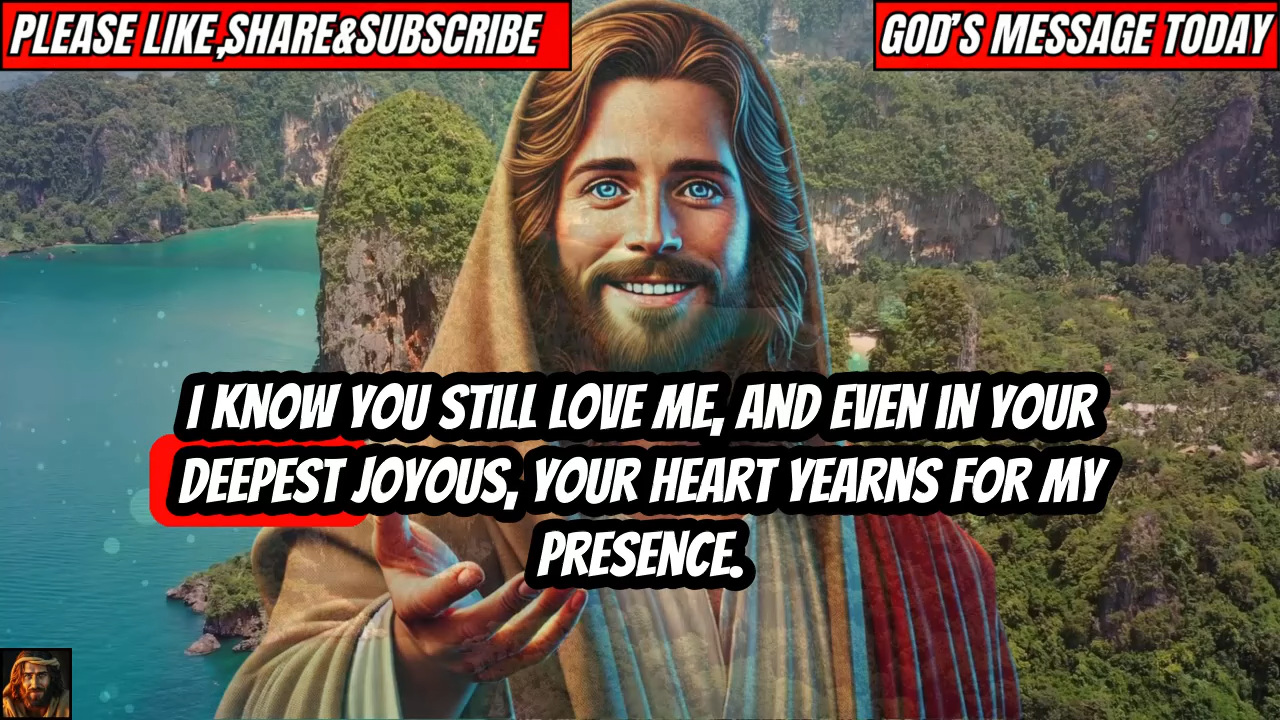 PLEASE LIKE,SHARE&SUBSCRIBE
GOD'S MESSAGE TODAY
I KNOW YOU STILL LOVE ME, AND EVEN IN YOUR
DEEPEST JOYOUS, YOUR HEART YEARNS FOR MY
PRESENCE.